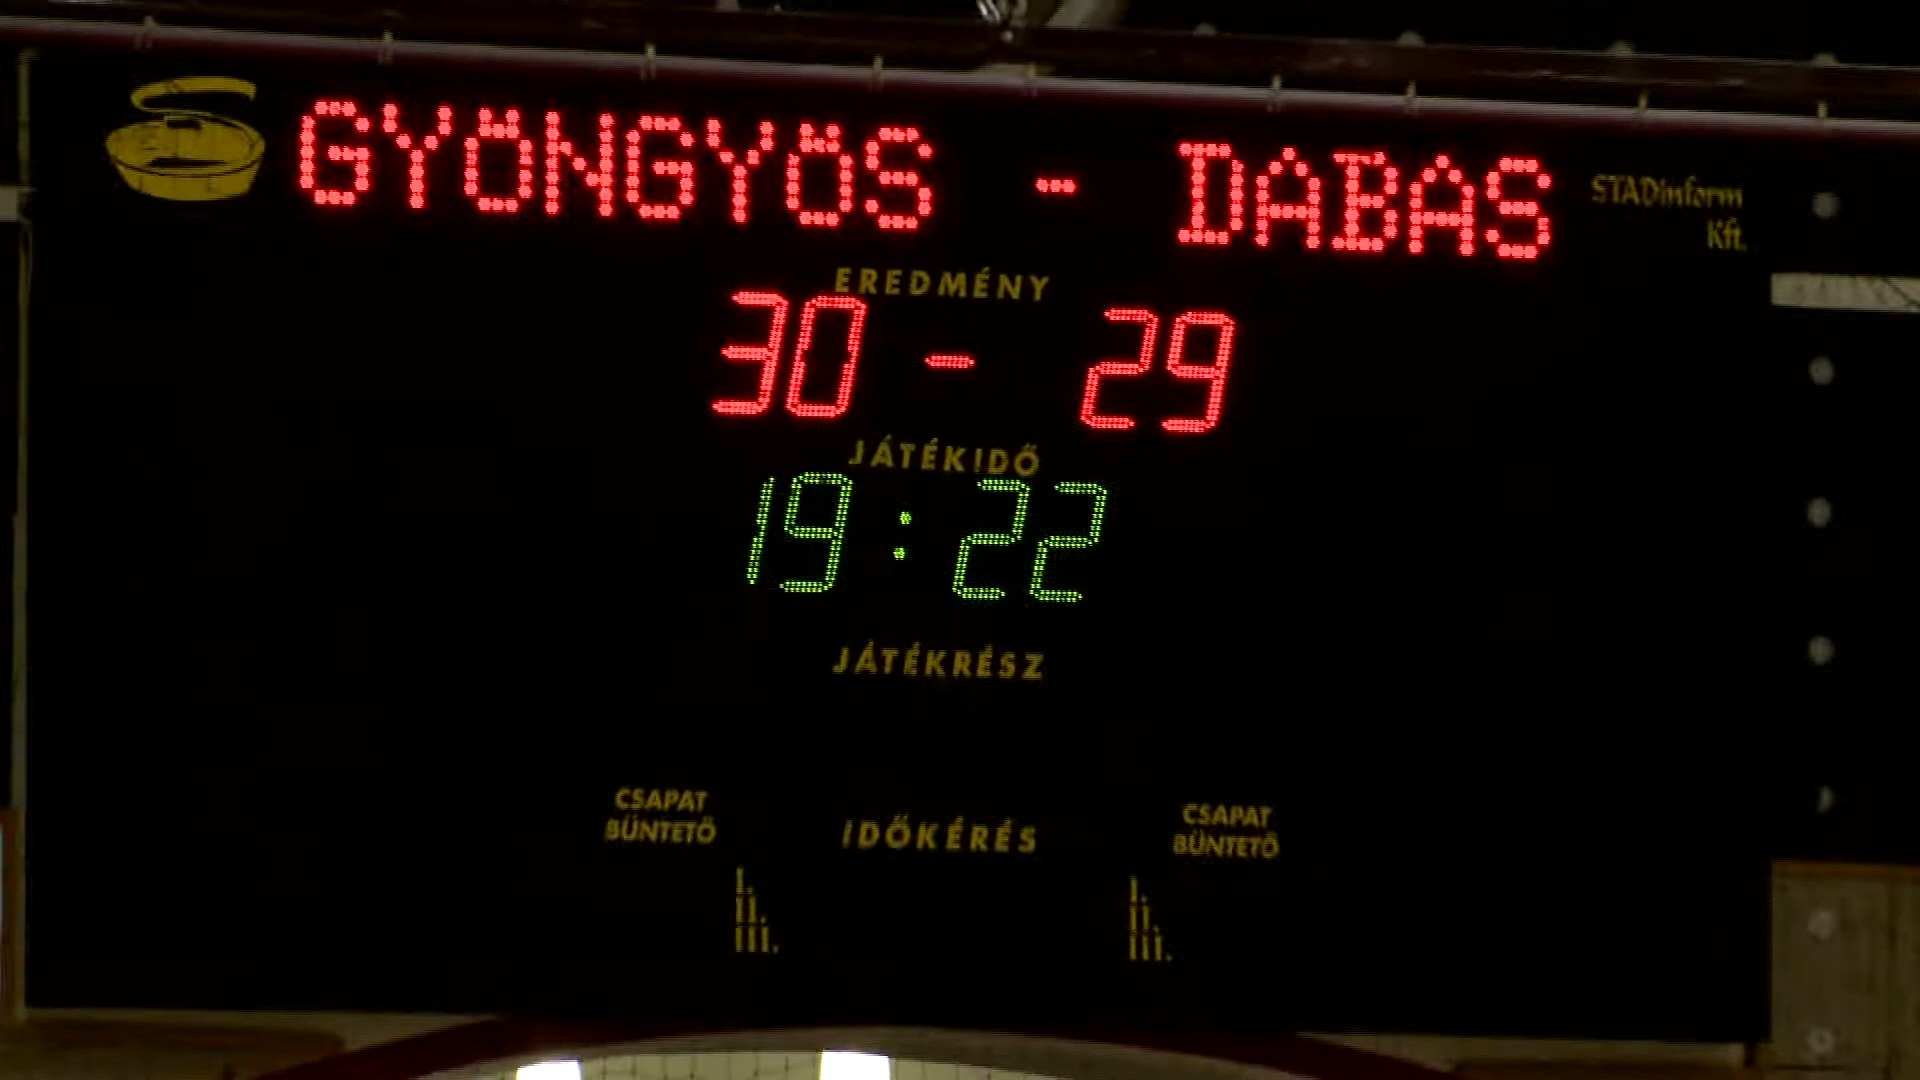 GYÖNGYÖS - DABAS
STADinform
Kft.
EREDMÉNY
30 - 29
JÁTÉKIDŐ
19:22
JÁTÉKRÉSZ
CSAPAT
BÜNTETŐ
IDŐKÉRÉS
CSAPAT
BÜNTETŐ
I.
II.
III.
I.
II.
III.